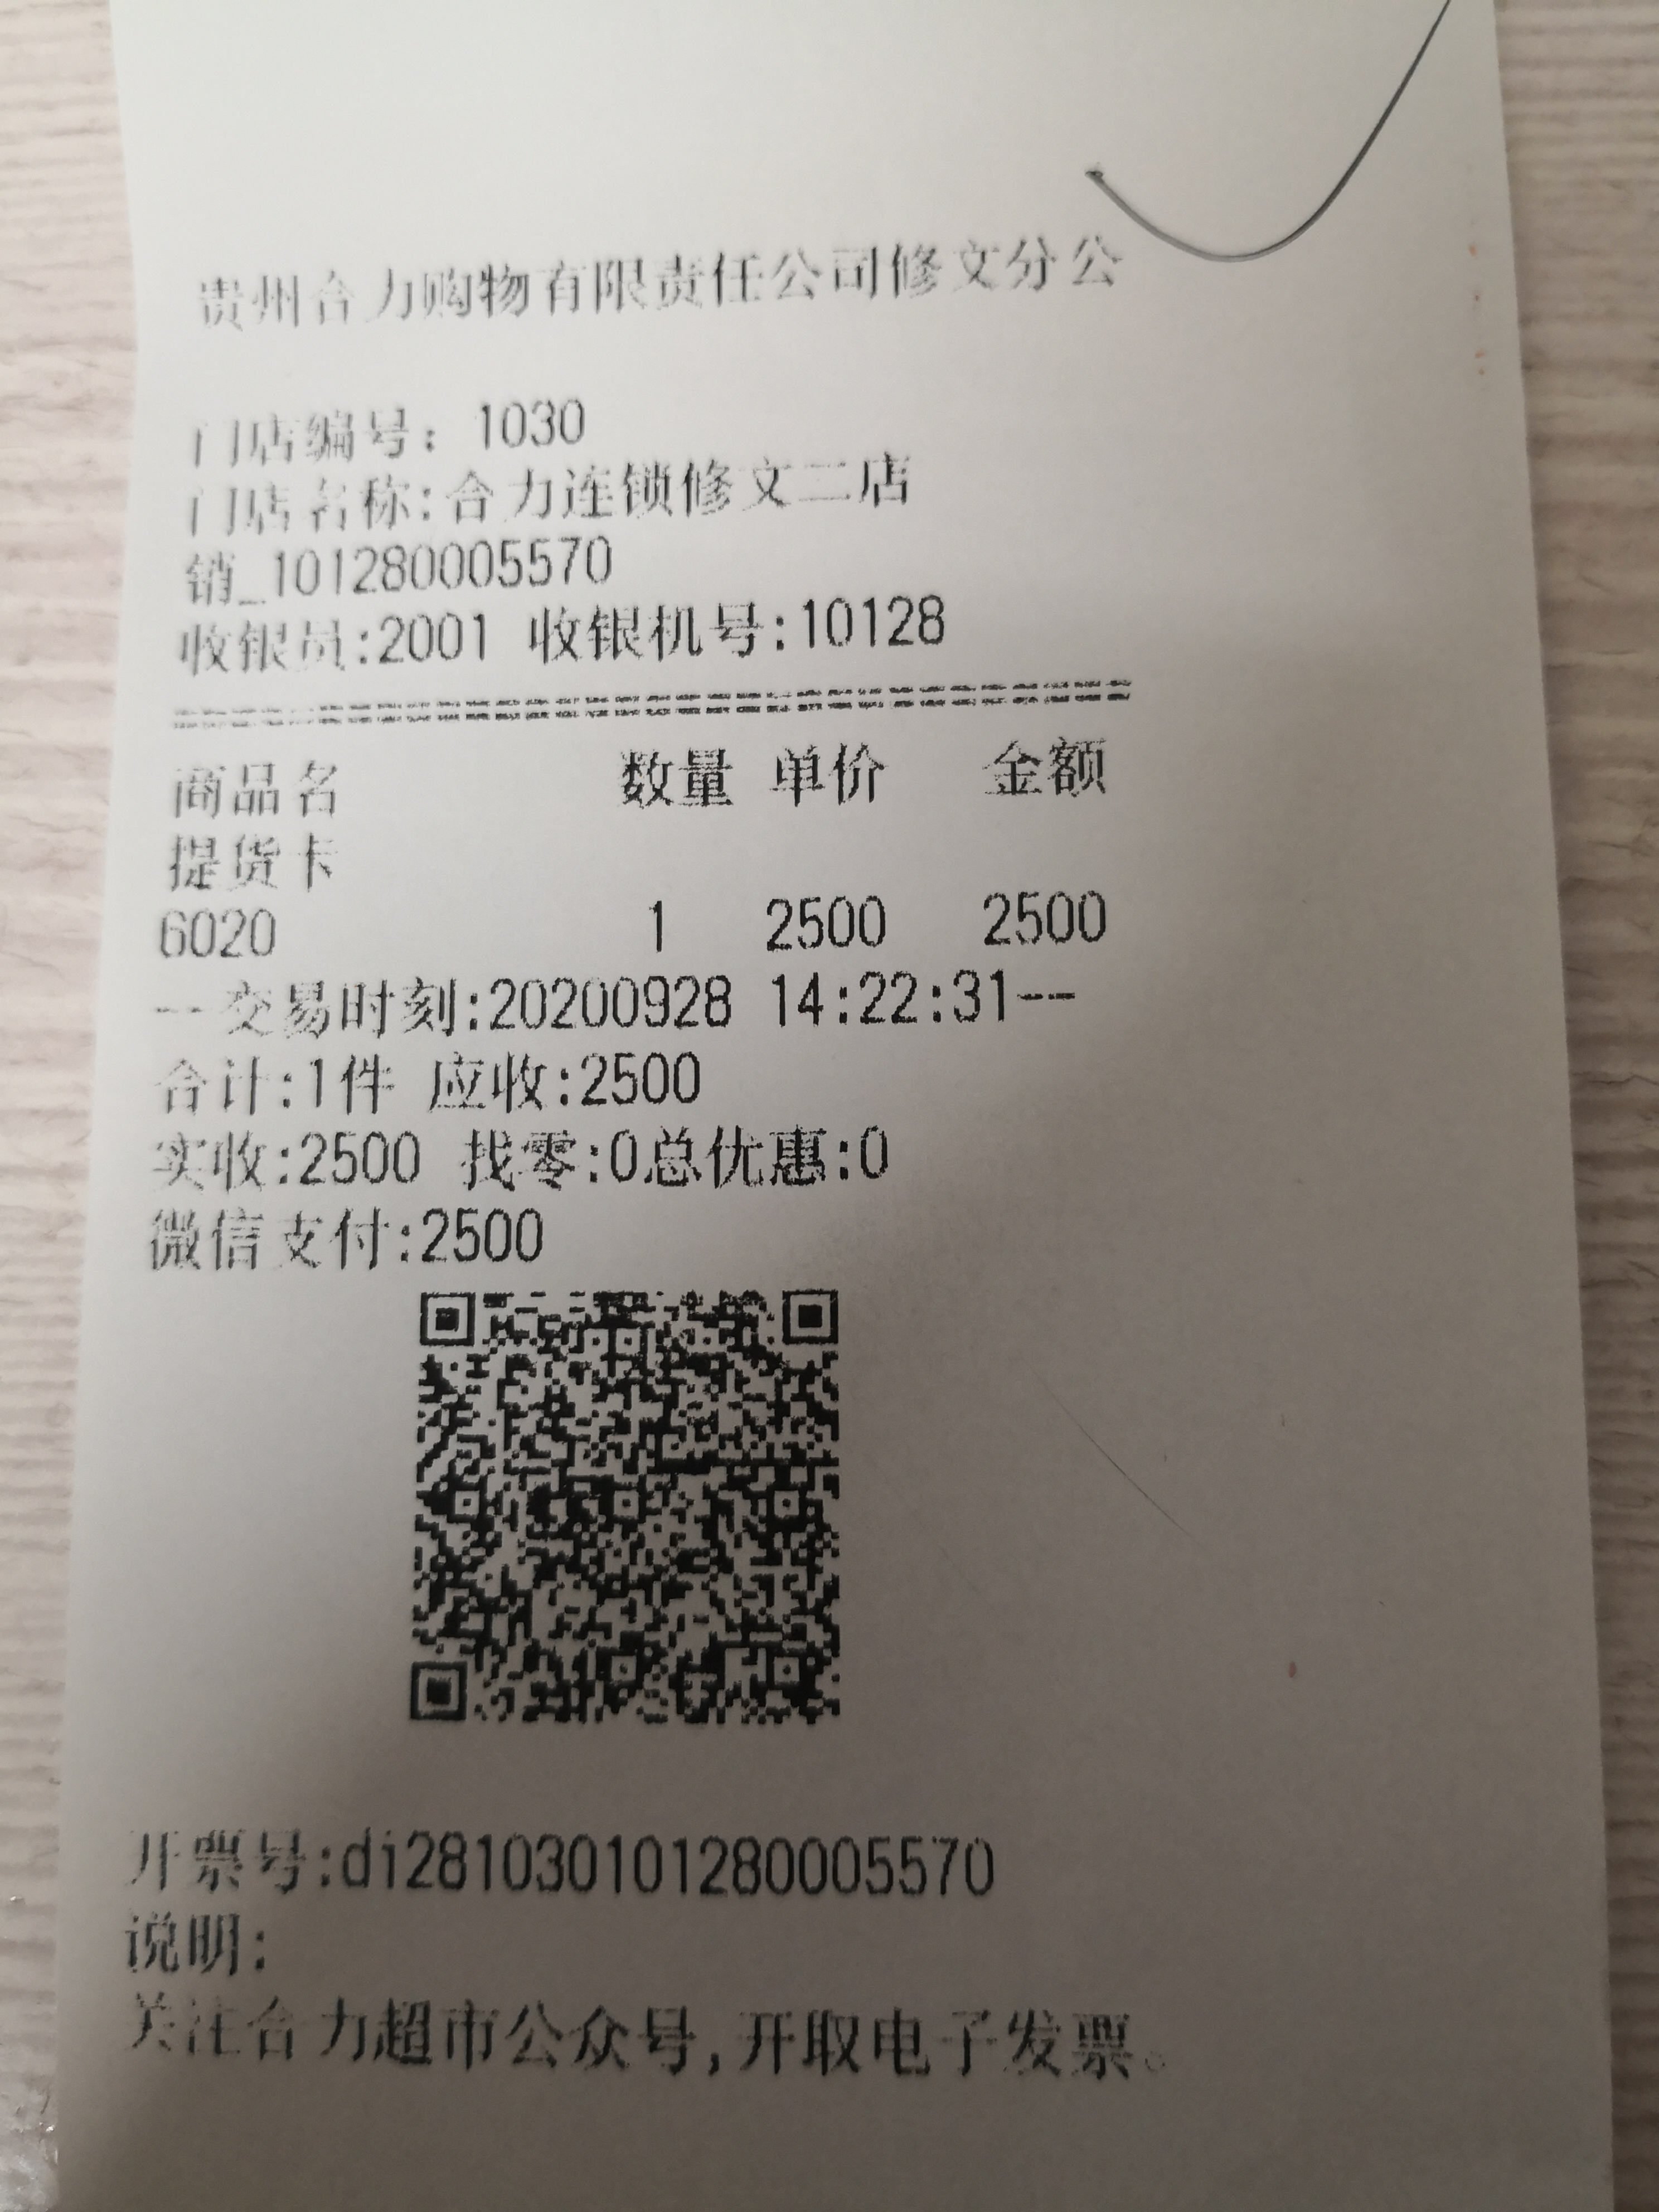 贵州合力购物有限责任公司修文分公
门店编号: 1030
门店名称:合力连锁修文二店
销_101280005570
收银员:2001 收银机号:10128
================================
商品名 数量 单价 金额
提货卡
6020 1 2500 2500
--交易时刻:20200928 14:22:31--
合计:1件 应收:2500
实收:2500 找零:0总优惠:0
微信支付:2500
开票号:di281030101280005570
说明:
关注合力超市公众号,开取电子发票。